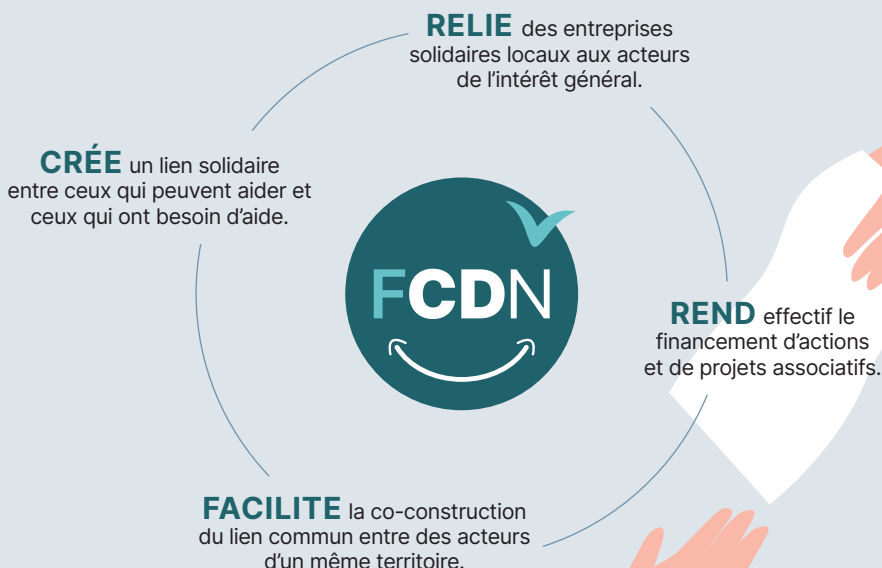 RELIE des entreprises
solidaires locaux aux acteurs
de l'intérêt général.
CRÉE un lien solidaire
entre ceux qui peuvent aider et
ceux qui ont besoin d'aide.
FCDN
REND effectif le
financement d'actions
et de projets associatifs.
FACILITE la co-construction
du lien commun entre des acteurs
d'un même territoire.